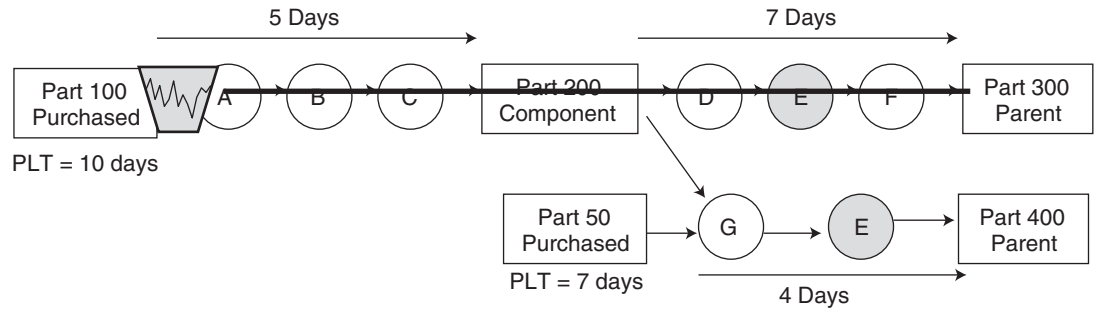 5 Days
7 Days
Part 100
Purchased
A
B
C
Part 200
Component
D
E
F
Part 300
Parent
PLT = 10 days
Part 50
Purchased
G
E
Part 400
Parent
PLT = 7 days
4 Days